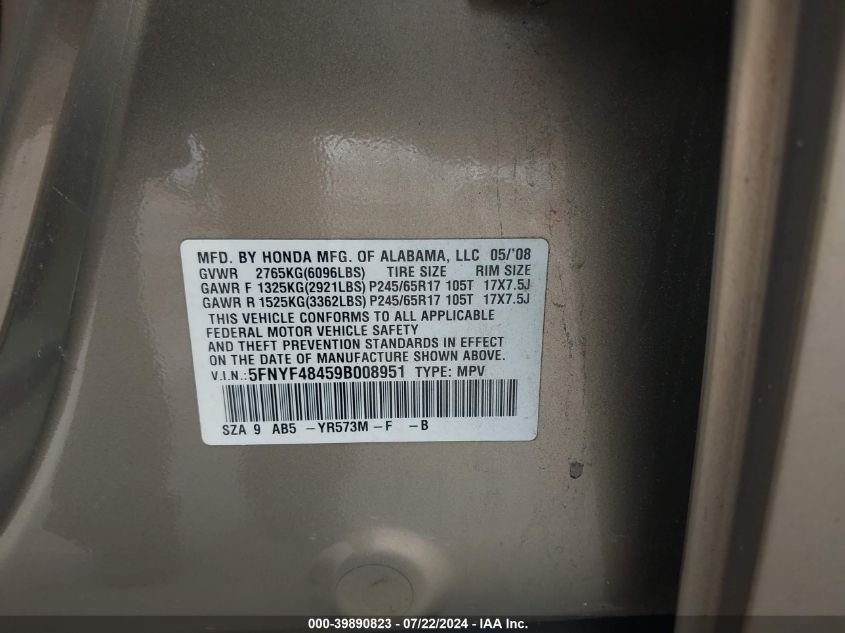 MFD. BY HONDA MFG. OF ALABAMA, LLC 05/'08
GVWR 2765KG(6096LBS) TIRE SIZE RIM SIZE
GAWR F 1325KG(2921LBS) P245/65R17 105T 17X7.5J
GAWR R 1525KG(3362LBS) P245/65R17 105T 17X7.5J
THIS VEHICLE CONFORMS TO ALL APPLICABLE
FEDERAL MOTOR VEHICLE SAFETY
AND THEFT PREVENTION STANDARDS IN EFFECT
ON THE DATE OF MANUFACTURE SHOWN ABOVE.
V.I.N.: 5FNYF48459B008951 TYPE: MPV
SZA 9 AB5 -YR573M -F -B
000-39890823 - 07/22/2024 - IAA Inc.